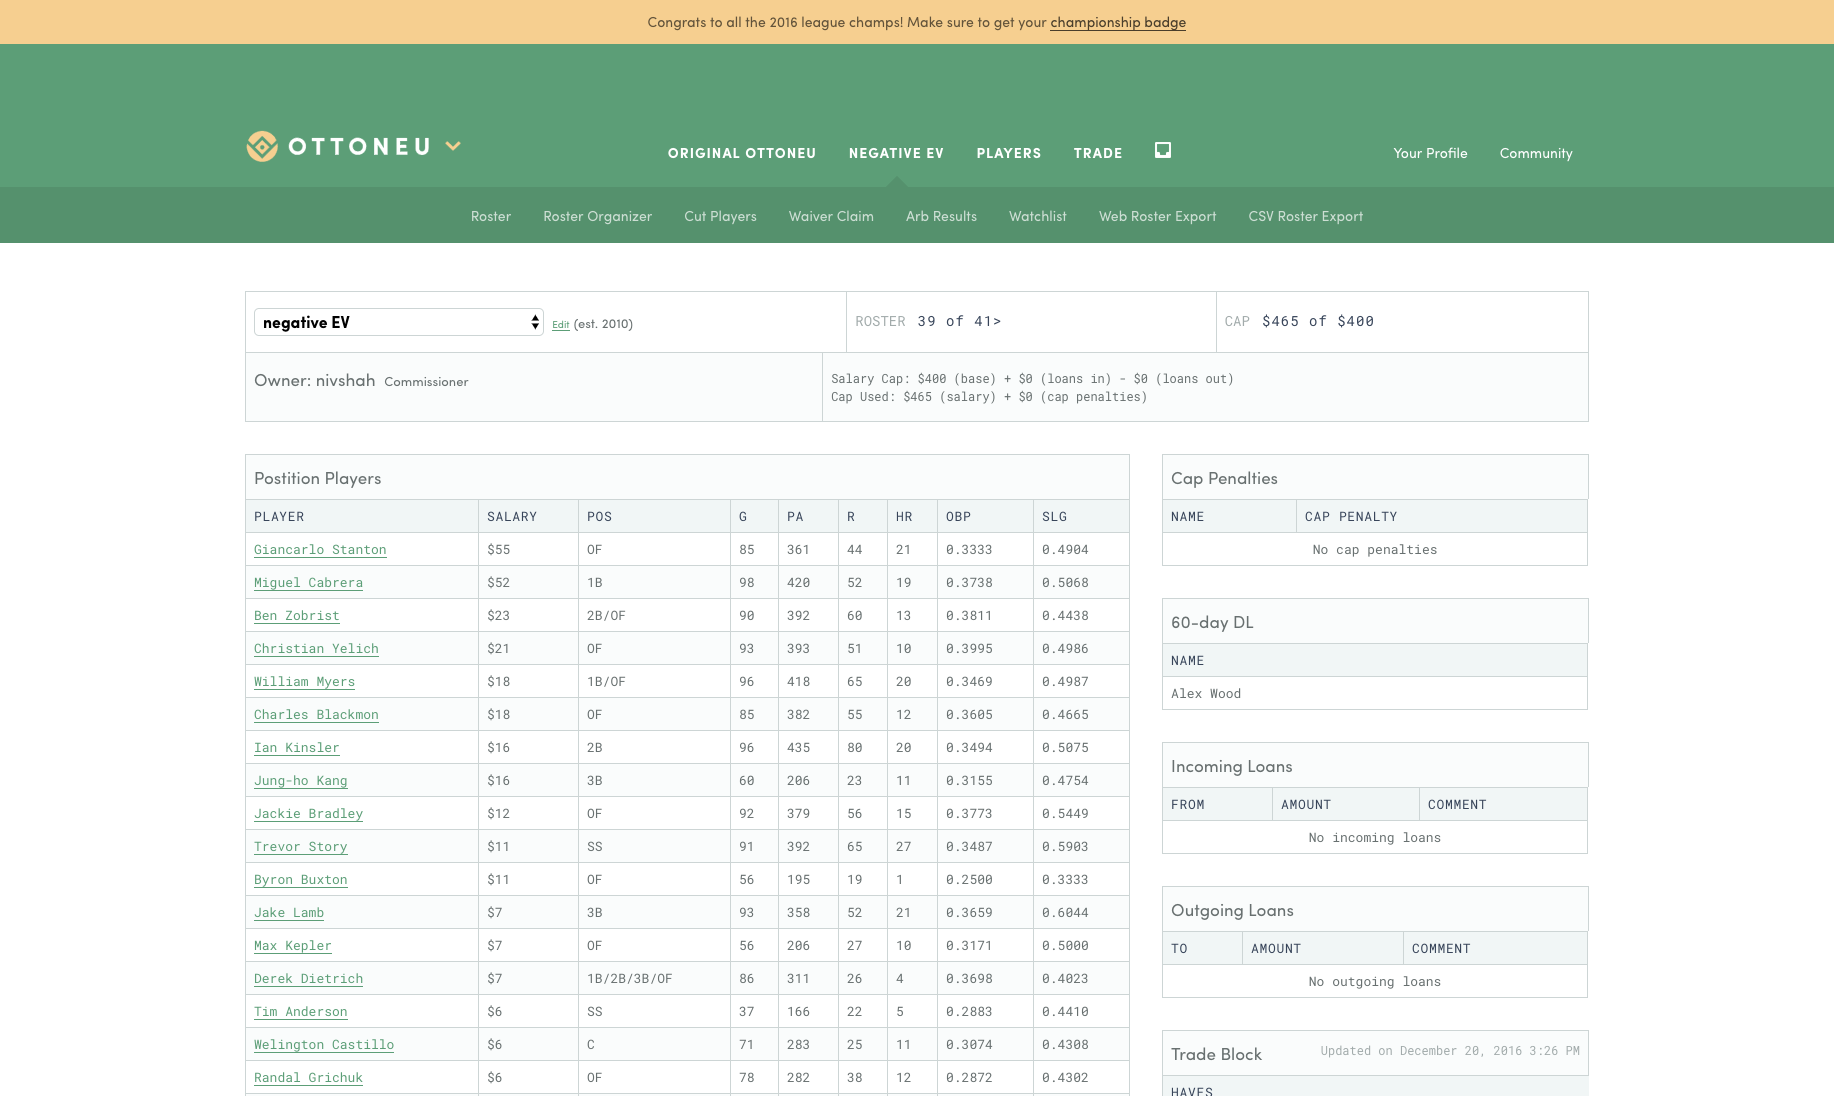 Congrats to all the 2016 league champs! Make sure to get your championship badge
OTTONEU
ORIGINAL OTTONEU NEGATIVE EV PLAYERS TRADE
Your Profile Community
Roster Roster Organizer Cut Players Waiver Claim Arb Results Watchlist Web Roster Export CSV Roster Export
negative EV Edit (est. 2010) ROSTER 39 of 41> CAP $465 of $400
Owner: nivshah Commissioner
Salary Cap: $400 (base) + $0 (loans in) - $0 (loans out)
Cap Used: $465 (salary) + $0 (cap penalties)
Postition Players
PLAYER SALARY POS G PA R HR OBP SLG
Giancarlo Stanton $55 OF 85 361 44 21 0.3333 0.4904
Miguel Cabrera $52 1B 98 420 52 19 0.3738 0.5068
Ben Zobrist $23 2B/OF 90 392 60 13 0.3811 0.4438
Christian Yelich $21 OF 93 393 51 10 0.3995 0.4986
William Myers $18 1B/OF 96 418 65 20 0.3469 0.4987
Charles Blackmon $18 OF 85 382 55 12 0.3605 0.4665
Ian Kinsler $16 2B 96 435 80 20 0.3494 0.5075
Jung-ho Kang $16 3B 60 206 23 11 0.3155 0.4754
Jackie Bradley $12 OF 92 379 56 15 0.3773 0.5449
Trevor Story $11 SS 91 392 65 27 0.3487 0.5903
Byron Buxton $11 OF 56 195 19 1 0.2500 0.3333
Jake Lamb $7 3B 93 358 52 21 0.3659 0.6044
Max Kepler $7 OF 56 206 27 10 0.3171 0.5000
Derek Dietrich $7 1B/2B/3B/OF 86 311 26 4 0.3698 0.4023
Tim Anderson $6 SS 37 166 22 5 0.2883 0.4410
Welington Castillo $6 C 71 283 25 11 0.3074 0.4308
Randal Grichuk $6 OF 78 282 38 12 0.2872 0.4302
Cap Penalties
NAME CAP PENALTY
No cap penalties
60-day DL
NAME
Alex Wood
Incoming Loans
FROM AMOUNT COMMENT
No incoming loans
Outgoing Loans
TO AMOUNT COMMENT
No outgoing loans
Trade Block Updated on December 20, 2016 3:26 PM
HAVES